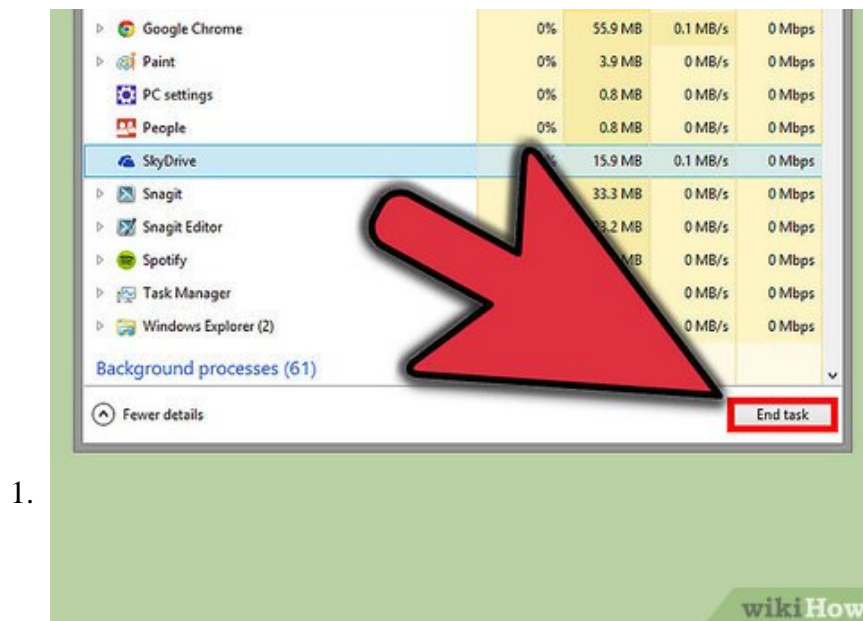 Google Chrome 0% 55.9 MB 0.1 MB/s 0 Mbps
Paint 0% 3.9 MB 0 MB/s 0 Mbps
PC settings 0% 0.8 MB 0 MB/s 0 Mbps
People 0% 0.8 MB 0 MB/s 0 Mbps
SkyDrive 15.9 MB 0.1 MB/s 0 Mbps
Snagit 33.3 MB 0 MB/s 0 Mbps
Snagit Editor MB 0 MB/s 0 Mbps
Spotify MB 0 MB/s 0 Mbps
Task Manager 0 MB/s 0 Mbps
Windows Explorer (2) 0 MB/s 0 Mbps
Background processes (61)
Fewer details End task
1.
wikiHow